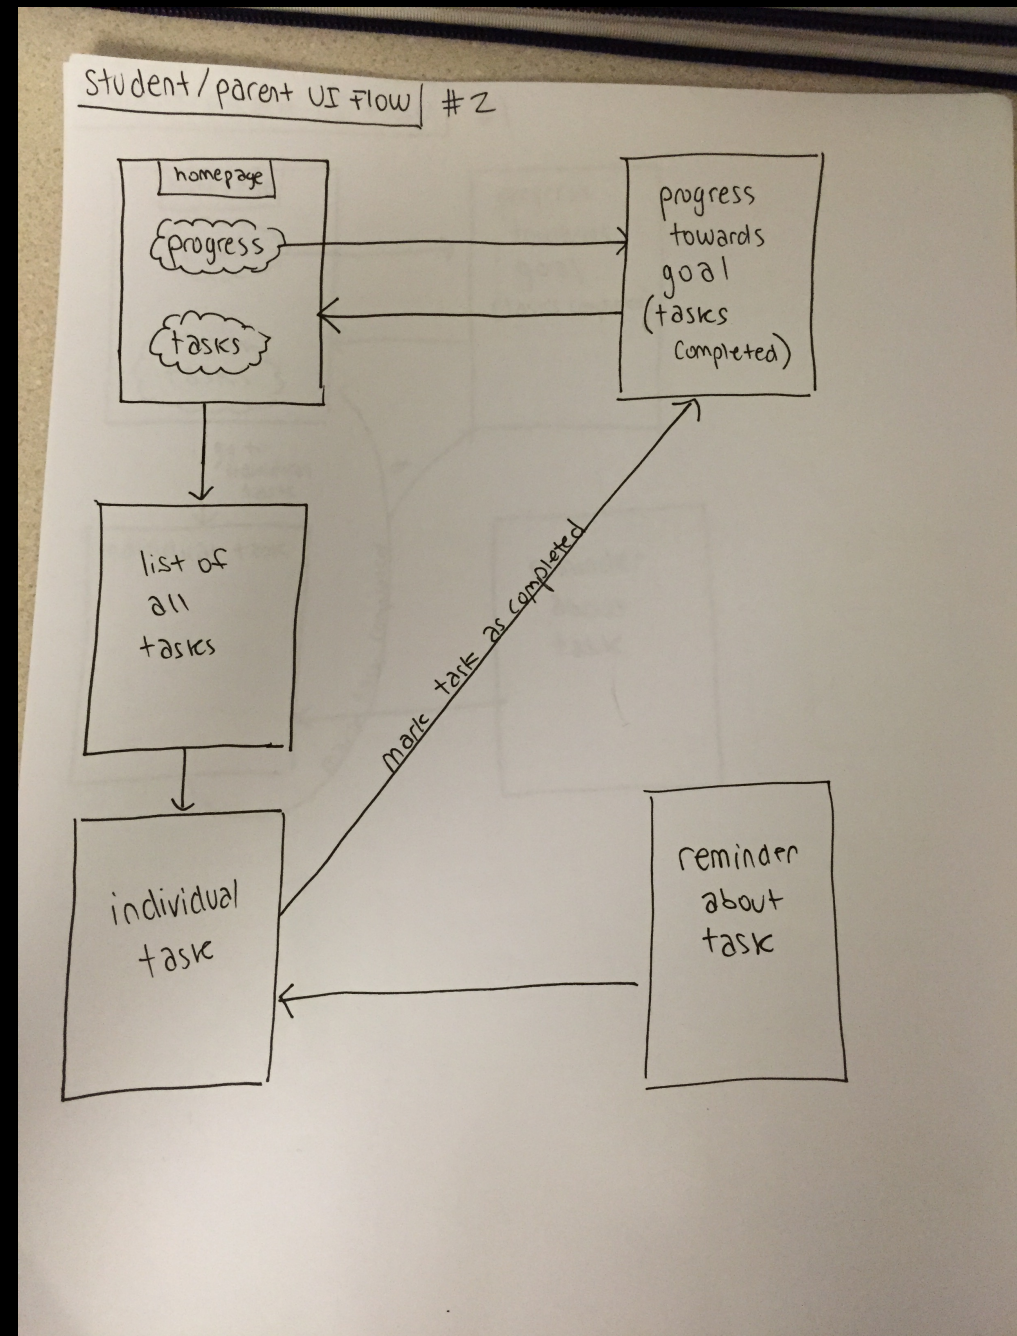 student/parent UI Flow #2
homepage
progress
tasks
progress
towards
goal
(tasks
completed)
list of
all
tasks
mark task as completed
individual
task
reminder
about
task